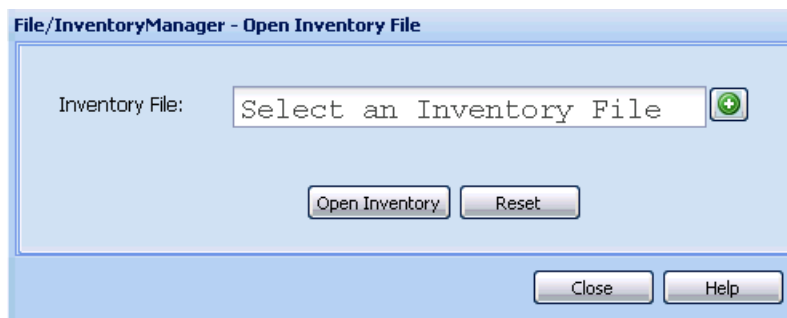 File/InventoryManager - Open Inventory File
Inventory File: Select an Inventory File
Open Inventory Reset
Close Help